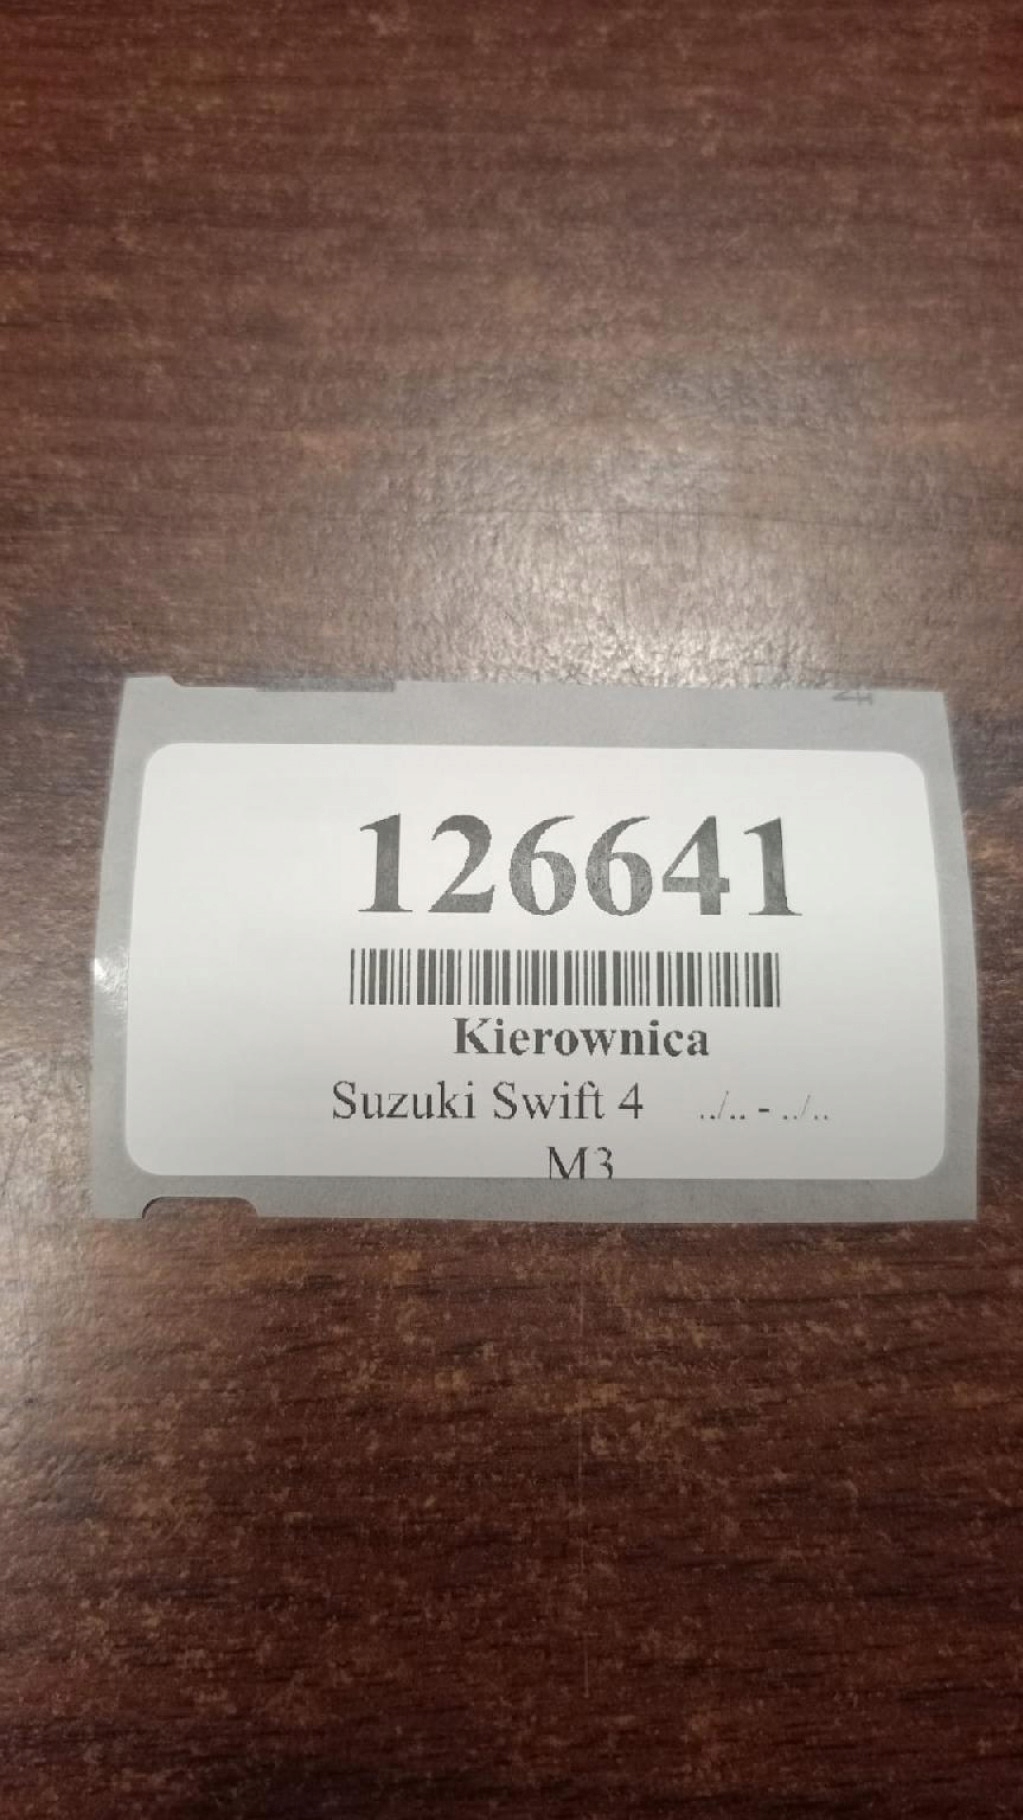 126641
Kierownica
Suzuki Swift 4 ../.. - ../..
M3